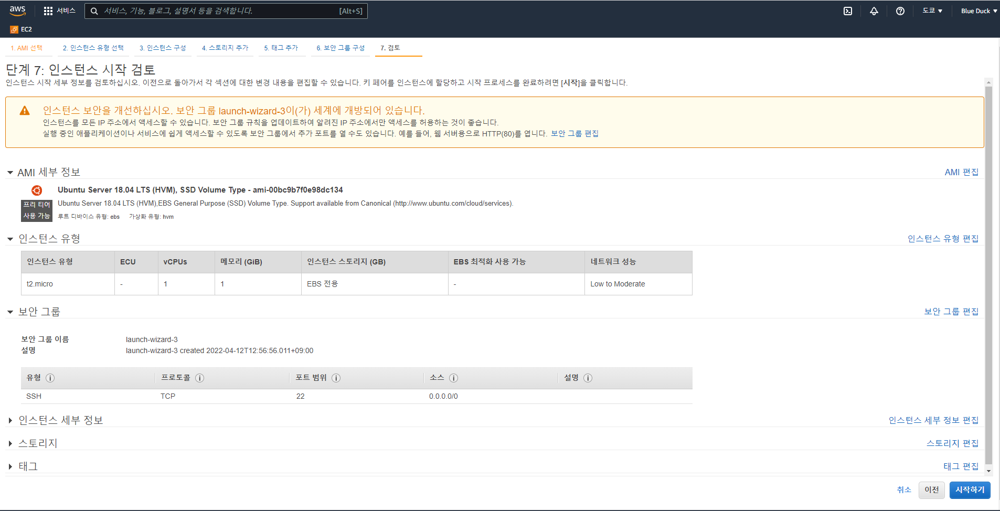 aws
서비스
서비스, 기능, 블로그, 설명서 등을 검색합니다.
[Alt+S]
도쿄
Blue Duck
EC2
1. AMI 선택
2. 인스턴스 유형 선택
3. 인스턴스 구성
4. 스토리지 추가
5. 태그 추가
6. 보안 그룹 구성
7. 검토
단계 7: 인스턴스 시작 검토
인스턴스 시작 세부 정보를 검토하십시오. 이전으로 돌아가서 각 섹션에 대한 변경 내용을 편집할 수 있습니다. 키 페어를 인스턴스에 할당하고 시작 프로세스를 완료하려면 [시작]을 클릭합니다.
인스턴스 보안을 개선하십시오. 보안 그룹 launch-wizard-3이(가) 세계에 개방되어 있습니다.
인스턴스를 모든 IP 주소에서 액세스할 수 있습니다. 보안 그룹 규칙을 업데이트하여 알려진 IP 주소에서만 액세스를 허용하는 것이 좋습니다.
실행 중인 애플리케이션이나 서비스에 쉽게 액세스할 수 있도록 보안 그룹에서 추가 포트를 열 수도 있습니다. 예를 들어, 웹 서버용으로 HTTP(80)를 엽니다. 보안 그룹 편집
AMI 세부 정보
AMI 편집
Ubuntu Server 18.04 LTS (HVM), SSD Volume Type - ami-00bc9b7f0e98dc134
프리 티어
사용 가능
Ubuntu Server 18.04 LTS (HVM),EBS General Purpose (SSD) Volume Type. Support available from Canonical (http://www.ubuntu.com/cloud/services).
루트 디바이스 유형: ebs 가상화 유형: hvm
인스턴스 유형
인스턴스 유형 편집
인스턴스 유형 ECU vCPUs 메모리 (GiB) 인스턴스 스토리지 (GB) EBS 최적화 사용 가능 네트워크 성능
t2.micro - 1 1 EBS 전용 - Low to Moderate
보안 그룹
보안 그룹 편집
보안 그룹 이름 launch-wizard-3
설명 launch-wizard-3 created 2022-04-12T12:56:56.011+09:00
유형 프로토콜 포트 범위 소스 설명
SSH TCP 22 0.0.0.0/0
인스턴스 세부 정보
인스턴스 세부 정보 편집
스토리지
스토리지 편집
태그
태그 편집
취소
이전
시작하기